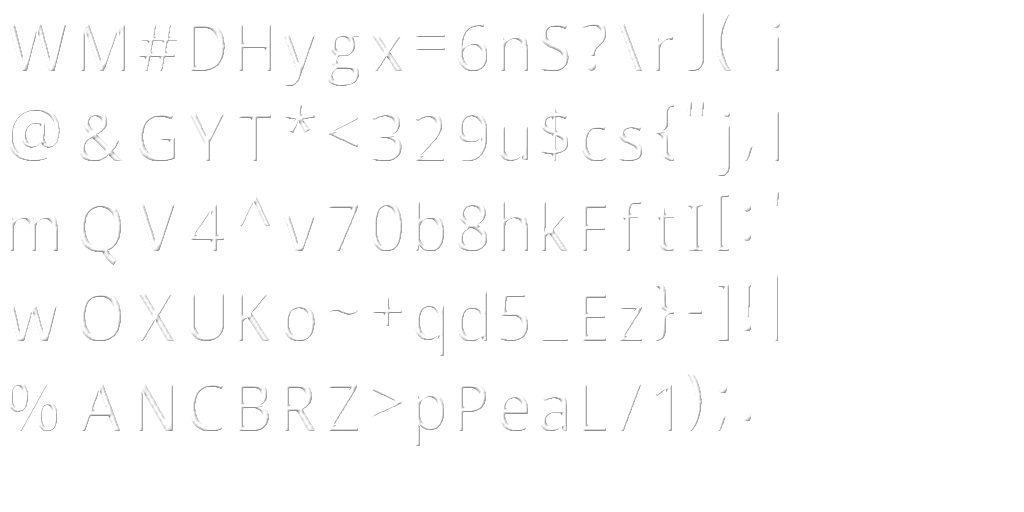 WM#DHygx=6nS?\rJ( i
@&GYT*<329u$cs{"j,l
mQV4^v70b8hkFftI[:'
wOXUKo~+qd5_Ez}-]!|
%ANCBRZ>pPeaL/1);.